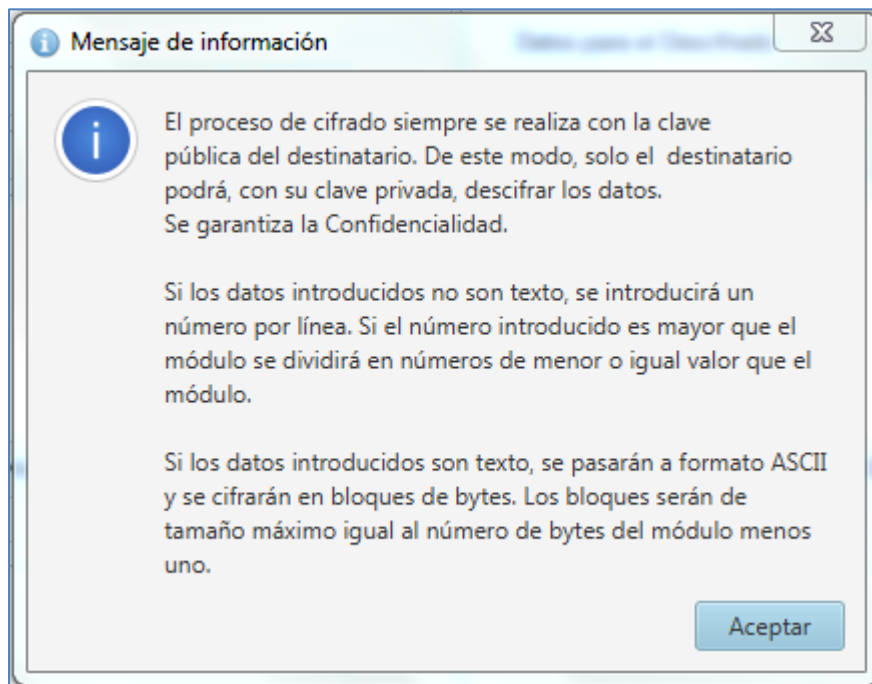 Mensaje de información
El proceso de cifrado siempre se realiza con la clave
pública del destinatario. De este modo, solo el destinatario
podrá, con su clave privada, descifrar los datos.
Se garantiza la Confidencialidad.
Si los datos introducidos no son texto, se introducirá un
número por línea. Si el número introducido es mayor que el
módulo se dividirá en números de menor o igual valor que el
módulo.
Si los datos introducidos son texto, se pasarán a formato ASCII
y se cifrarán en bloques de bytes. Los bloques serán de
tamaño máximo igual al número de bytes del módulo menos
uno.
Aceptar